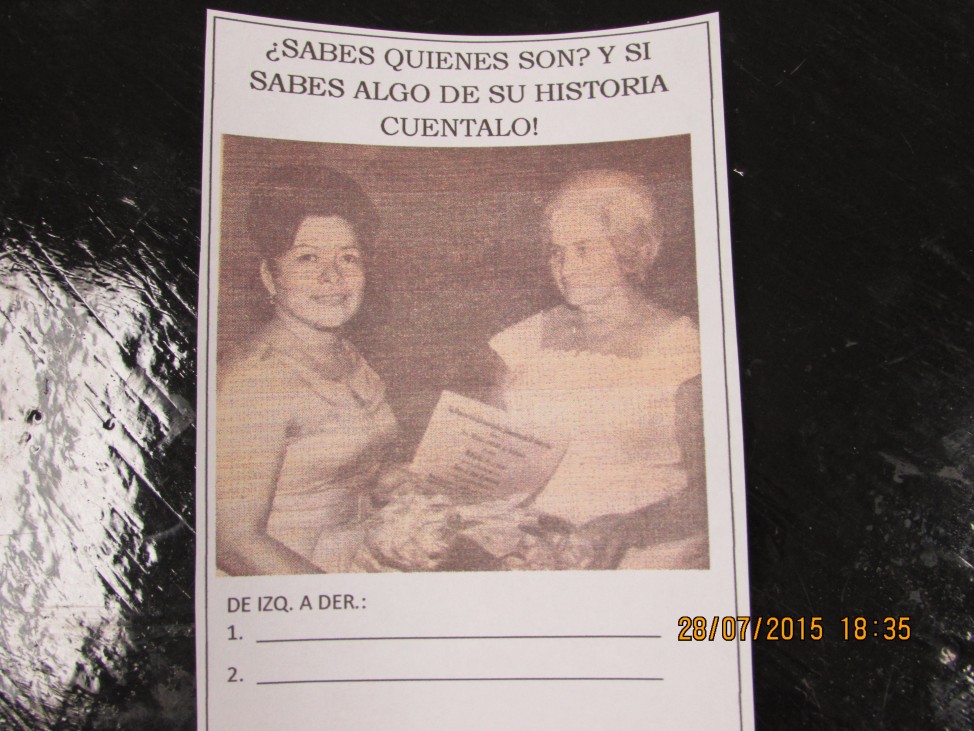 ¿SABES QUIENES SON? Y SI
SABES ALGO DE SU HISTORIA
CUENTALO!
DE IZQ. A DER.:
1.
2.
28/07/2015 18:35